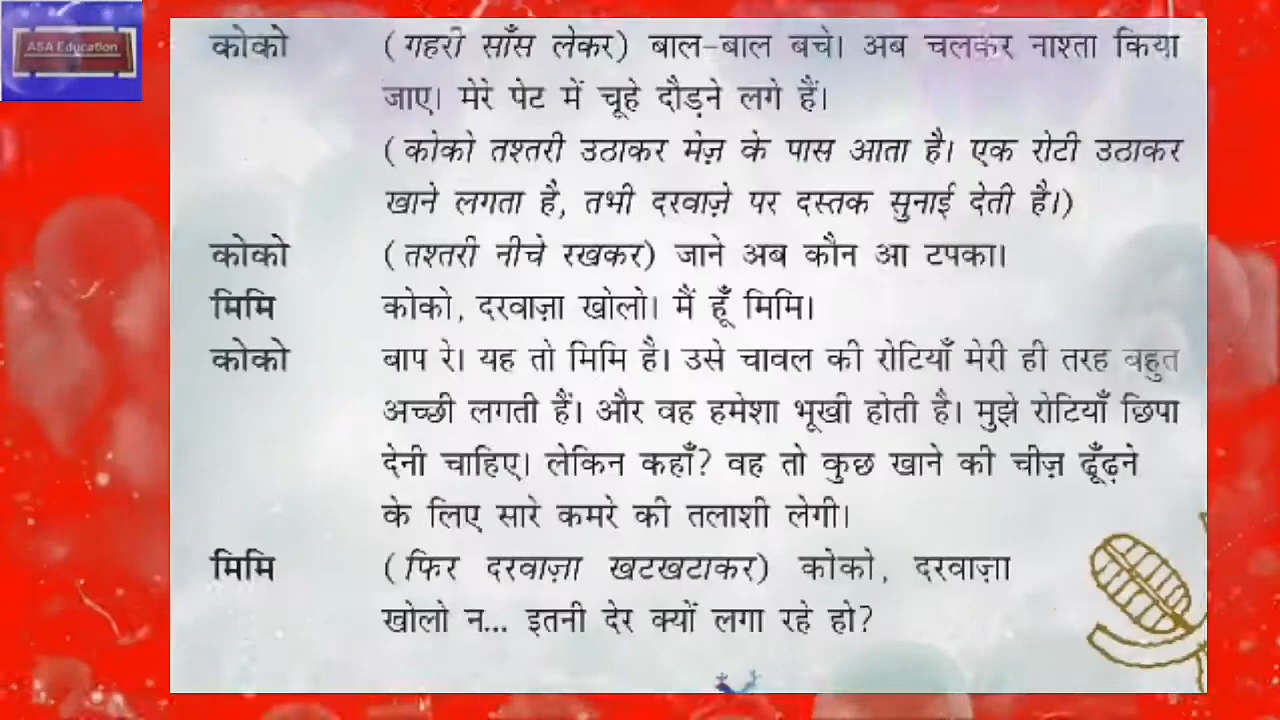 ASA Education
कोको (गहरी साँस लेकर) बाल-बाल बचे। अब चलकर नाश्ता किया
जाए। मेरे पेट में चूहे दौड़ने लगे हैं।
(कोको तश्तरी उठाकर मेज़ के पास आता है। एक रोटी उठाकर
खाने लगता है, तभी दरवाज़े पर दस्तक सुनाई देती है।)
कोको (तश्तरी नीचे रखकर) जाने अब कौन आ टपका।
मिमि कोको, दरवाज़ा खोलो। मैं हूँ मिमि।
कोको बाप रे। यह तो मिमि है। उसे चावल की रोटियाँ मेरी ही तरह बहुत
अच्छी लगती हैं। और वह हमेशा भूखी होती है। मुझे रोटियाँ छिपा
देनी चाहिए। लेकिन कहाँ? वह तो कुछ खाने की चीज़ ढूँढ़ने
के लिए सारे कमरे की तलाशी लेगी।
मिमि (फिर दरवाज़ा खटखटाकर) कोको, दरवाज़ा
खोलो न... इतनी देर क्यों लगा रहे हो?